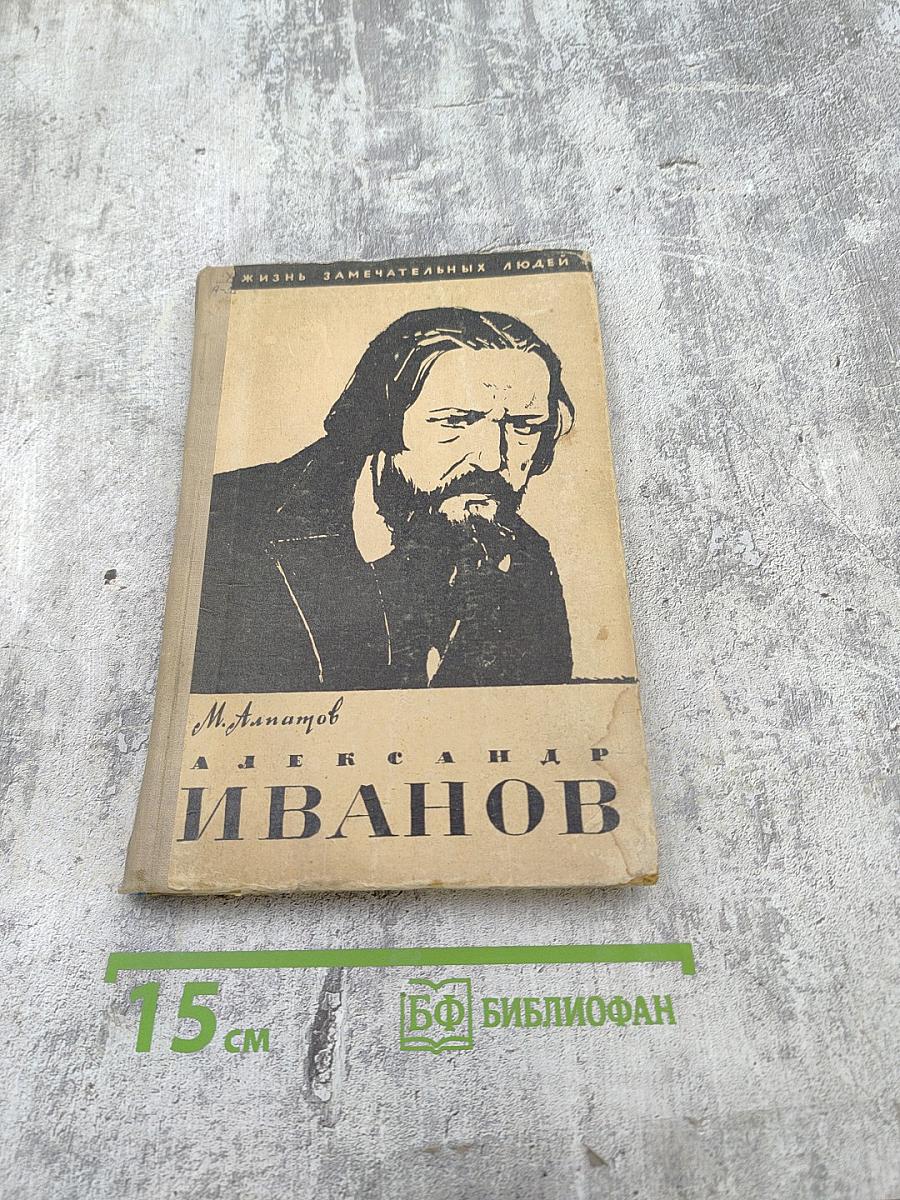 ЖИЗНЬ ЗАМЕЧАТЕЛЬНЫХ ЛЮДЕЙ
М. Алпатов
АЛЕКСАНДР
ИВАНОВ
15 см
БФ БИБЛИОФАН